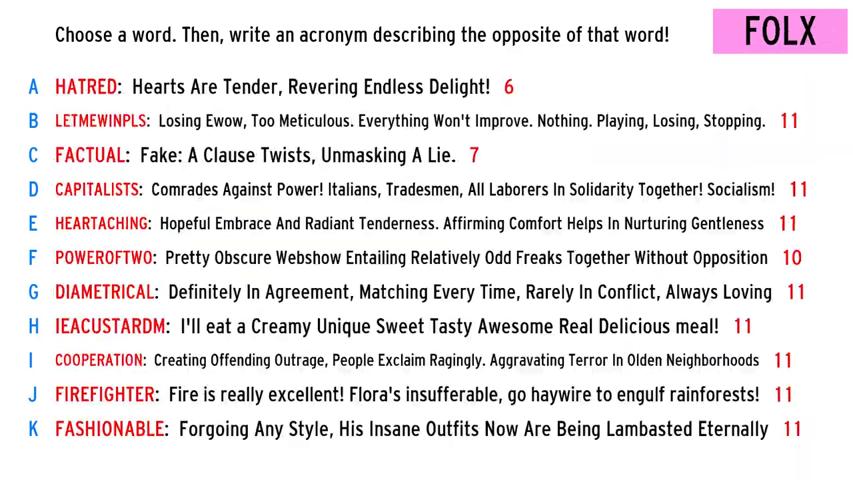 Choose a word. Then, write an acronym describing the opposite of that word!
FOLX
A HATRED: Hearts Are Tender, Revering Endless Delight! 6
B LETMEWINPLS: Losing Ewow, Too Meticulous. Everything Won't Improve. Nothing. Playing, Losing, Stopping. 11
C FACTUAL: Fake: A Clause Twists, Unmasking A Lie. 7
D CAPITALISTS: Comrades Against Power! Italians, Tradesmen, All Laborers In Solidarity Together! Socialism! 11
E HEARTACHING: Hopeful Embrace And Radiant Tenderness. Affirming Comfort Helps In Nurturing Gentleness 11
F POWEROFTWO: Pretty Obscure Webshow Entailing Relatively Odd Freaks Together Without Opposition 10
G DIAMETRICAL: Definitely In Agreement, Matching Every Time, Rarely In Conflict, Always Loving 11
H IEACUSTARDM: I'll eat a Creamy Unique Sweet Tasty Awesome Real Delicious meal! 11
I COOPERATION: Creating Offending Outrage, People Exclaim Ragingly. Aggravating Terror In Olden Neighborhoods 11
J FIREFIGHTER: Fire is really excellent! Flora's insufferable, go haywire to engulf rainforests! 11
K FASHIONABLE: Forgoing Any Style, His Insane Outfits Now Are Being Lambasted Eternally 11